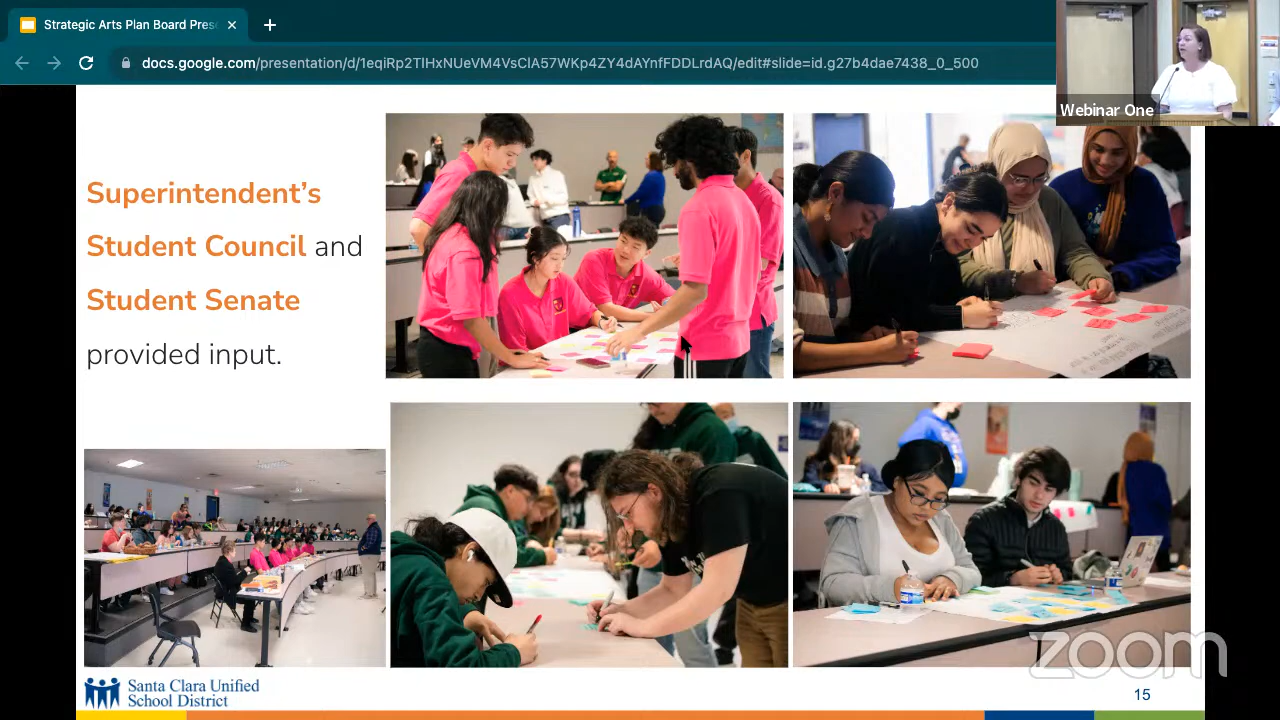 Strategic Arts Plan Board Pres
docs.google.com/presentation/d/1eqiRp2TIHxNUeVM4VsClA57WKp4ZY4dAYnfFDDLrdAQ/edit#slide=id.g27b4dae7438_0_500
Webinar One
Superintendent’s
Student Council and
Student Senate
provided input.
zoom
Santa Clara Unified
School District
15